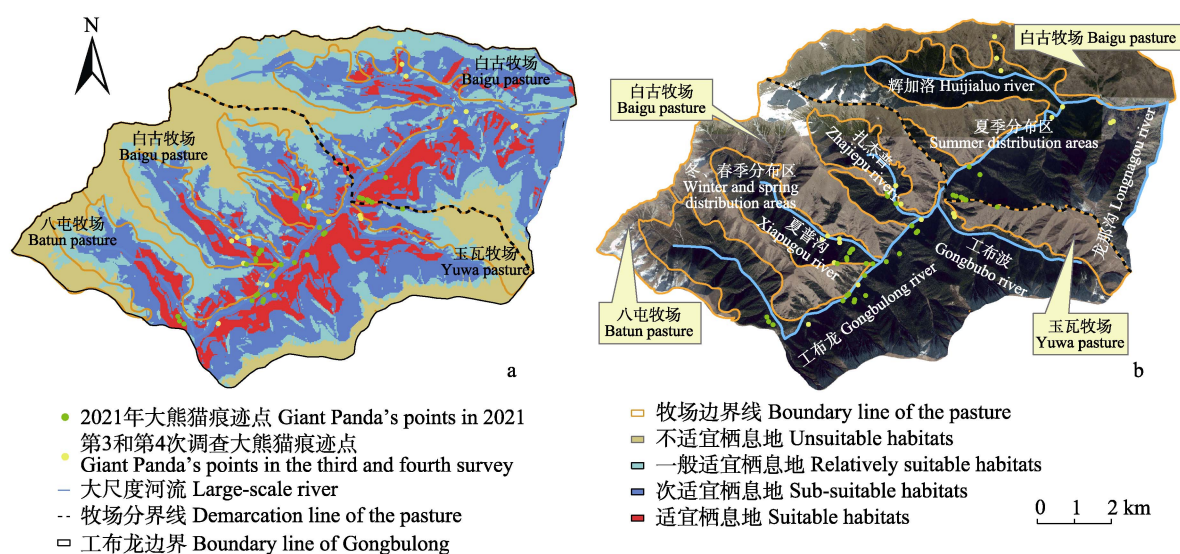 N
白古牧场
Baigu pasture
白古牧场
Baigu pasture
八屯牧场
Batun pasture
玉瓦牧场
Yuwa pasture
a
白古牧场 Baigu pasture
白古牧场
Baigu pasture
辉加洛 Huijialuo river
夏季分布区
Summer distribution areas
扎杰普
Zhajiepu river
冬、春季分布区
Winter and spring
distribution areas
夏普沟
Xiapugou river
龙那沟 Longnagou river
工布波
Gongbubo river
工布龙 Gongbulong river
八屯牧场
Batun pasture
玉瓦牧场
Yuwa pasture
b
2021年大熊猫痕迹点 Giant Panda's points in 2021
第3和第4次调查大熊猫痕迹点
Giant Panda's points in the third and fourth survey
大尺度河流 Large-scale river
牧场分界线 Demarcation line of the pasture
工布龙边界 Boundary line of Gongbulong
牧场边界线 Boundary line of the pasture
不适宜栖息地 Unsuitable habitats
一般适宜栖息地 Relatively suitable habitats
次适宜栖息地 Sub-suitable habitats
适宜栖息地 Suitable habitats
0 1 2 km